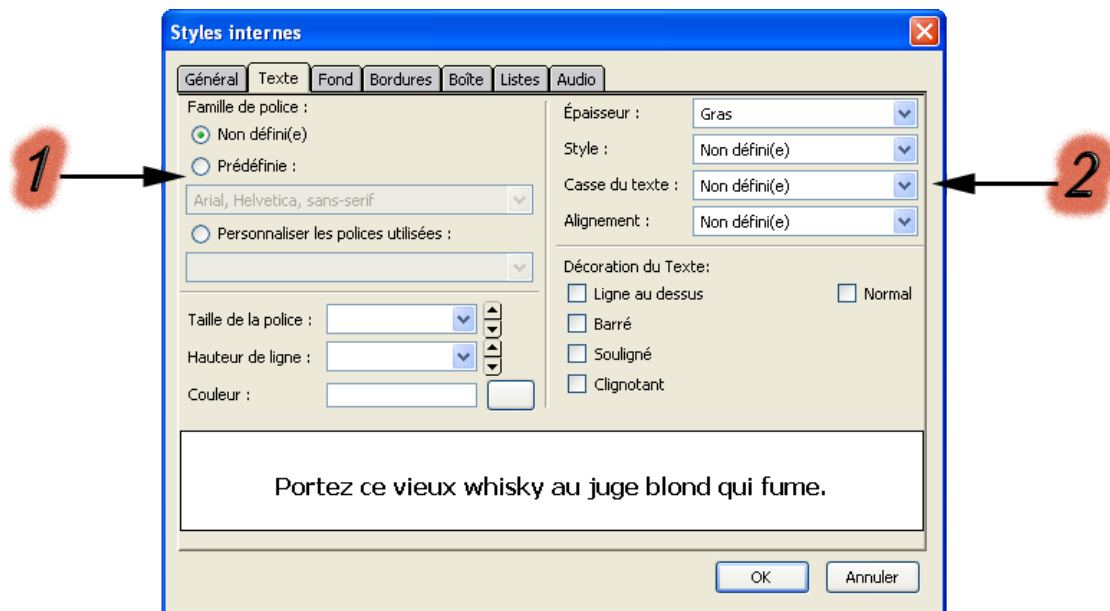 Styles internes
Général Texte Fond Bordures Boîte Listes Audio
Famille de police :
Non défini(e)
Prédéfinie :
Arial, Helvetica, sans-serif
Personnaliser les polices utilisées :
Taille de la police :
Hauteur de ligne :
Couleur :
Épaisseur : Gras
Style : Non défini(e)
Casse du texte : Non défini(e)
Alignement : Non défini(e)
Décoration du Texte:
Ligne au dessus Normal
Barré
Souligné
Clignotant
1
2
Portez ce vieux whisky au juge blond qui fume.
OK Annuler